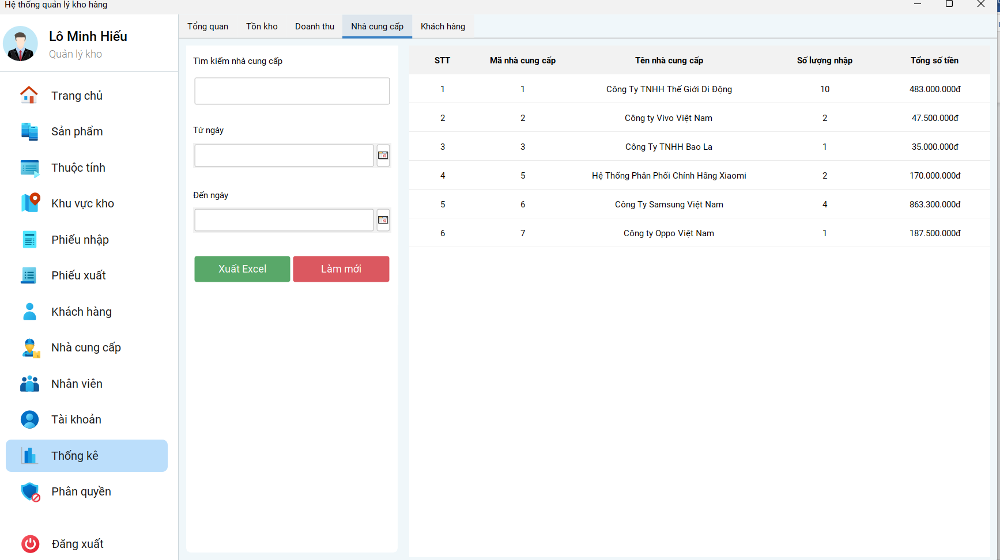 Hệ thống quản lý kho hàng
Lô Minh Hiếu
Quản lý kho
Trang chủ
Sản phẩm
Thuộc tính
Khu vực kho
Phiếu nhập
Phiếu xuất
Khách hàng
Nhà cung cấp
Nhân viên
Tài khoản
Thống kê
Phân quyền
Đăng xuất
Tổng quan Tồn kho Doanh thu Nhà cung cấp Khách hàng
Tìm kiếm nhà cung cấp
Từ ngày
Đến ngày
Xuất Excel Làm mới
STT Mã nhà cung cấp Tên nhà cung cấp Số lượng nhập Tổng số tiền
1 1 Công Ty TNHH Thế Giới Di Động 10 483.000.000đ
2 2 Công ty Vivo Việt Nam 2 47.500.000đ
3 3 Công Ty TNHH Bao La 1 35.000.000đ
4 5 Hệ Thống Phân Phối Chính Hãng Xiaomi 2 170.000.000đ
5 6 Công Ty Samsung Việt Nam 4 863.300.000đ
6 7 Công ty Oppo Việt Nam 1 187.500.000đ